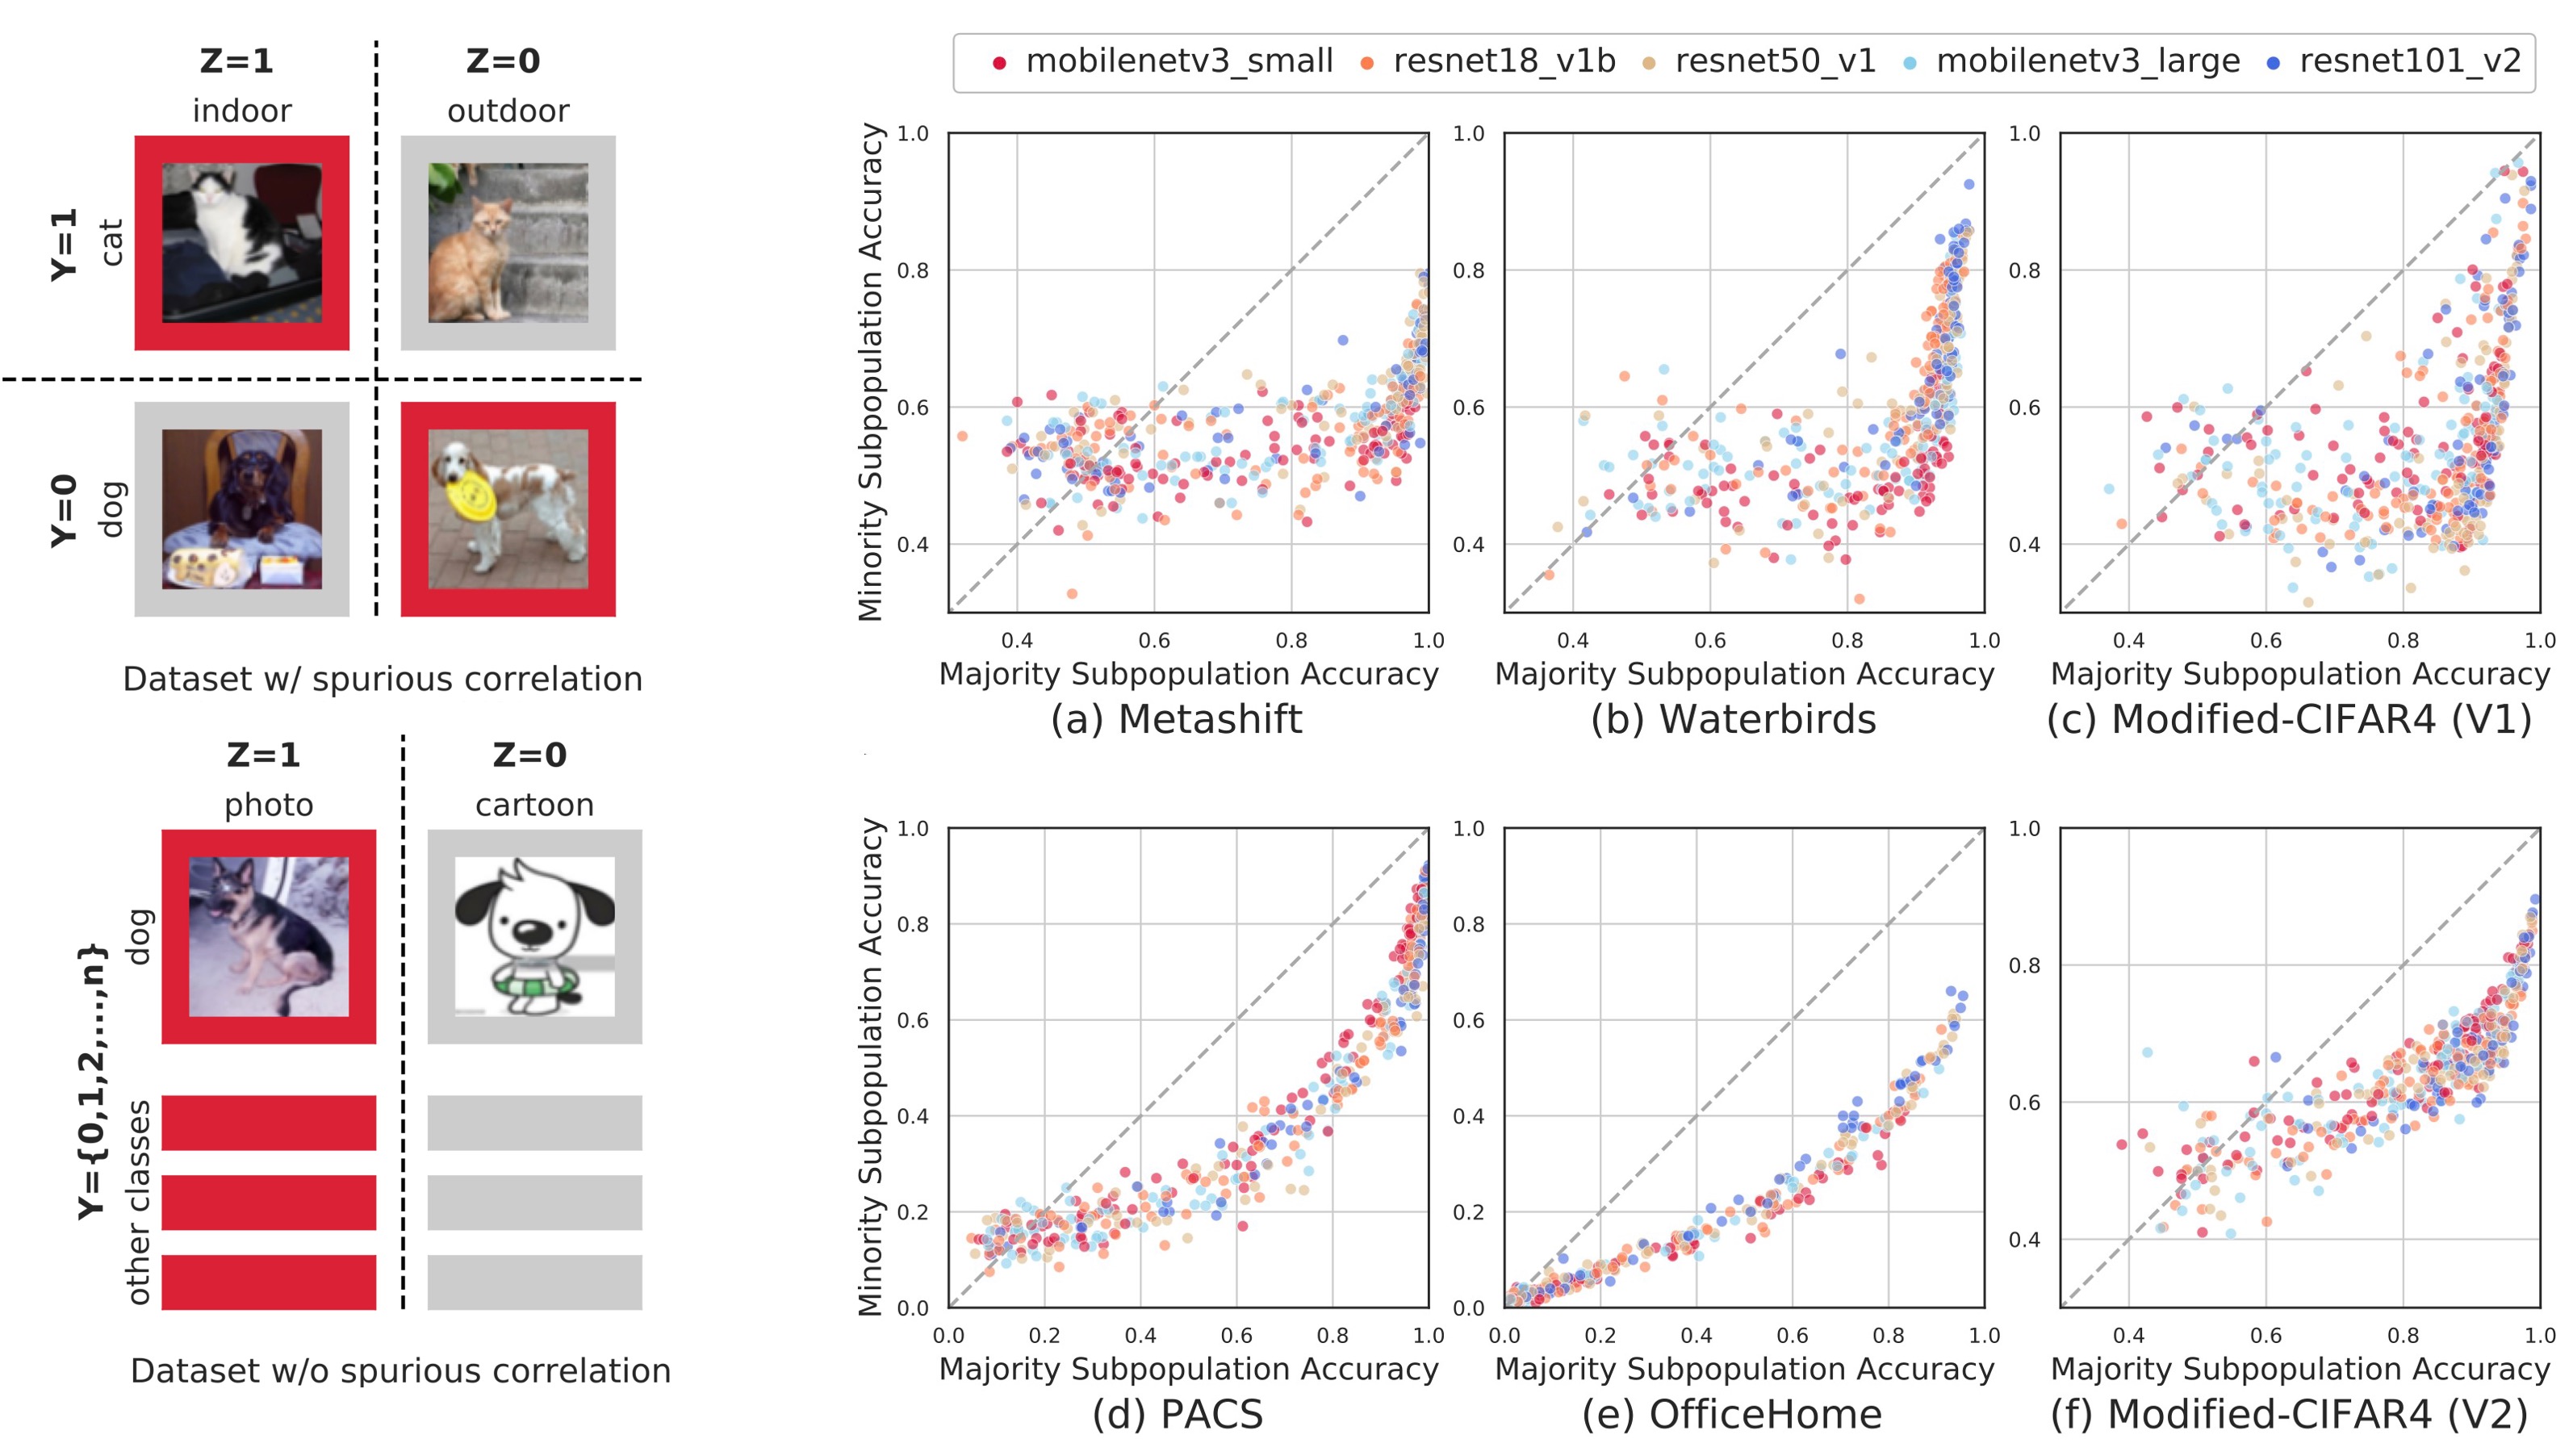 Z=1
Z=0
indoor
outdoor
Y=1
cat
Y=0
dog
Dataset w/ spurious correlation
Z=1
Z=0
photo
cartoon
Y={0,1,2,...,n}
dog
other classes
Dataset w/o spurious correlation
mobilenetv3_small
resnet18_v1b
resnet50_v1
mobilenetv3_large
resnet101_v2
Minority Subpopulation Accuracy
1.0
0.8
0.6
0.4
0.4
0.6
0.8
1.0
Majority Subpopulation Accuracy
(a) Metashift
1.0
0.8
0.6
0.4
0.4
0.6
0.8
1.0
Majority Subpopulation Accuracy
(b) Waterbirds
1.0
0.8
0.6
0.4
0.4
0.6
0.8
1.0
Majority Subpopulation Accuracy
(c) Modified-CIFAR4 (V1)
Minority Subpopulation Accuracy
1.0
0.8
0.6
0.4
0.2
0.0
0.0
0.2
0.4
0.6
0.8
1.0
Majority Subpopulation Accuracy
(d) PACS
1.0
0.8
0.6
0.4
0.2
0.0
0.0
0.2
0.4
0.6
0.8
1.0
Majority Subpopulation Accuracy
(e) OfficeHome
1.0
0.8
0.6
0.4
0.4
0.6
0.8
1.0
Majority Subpopulation Accuracy
(f) Modified-CIFAR4 (V2)